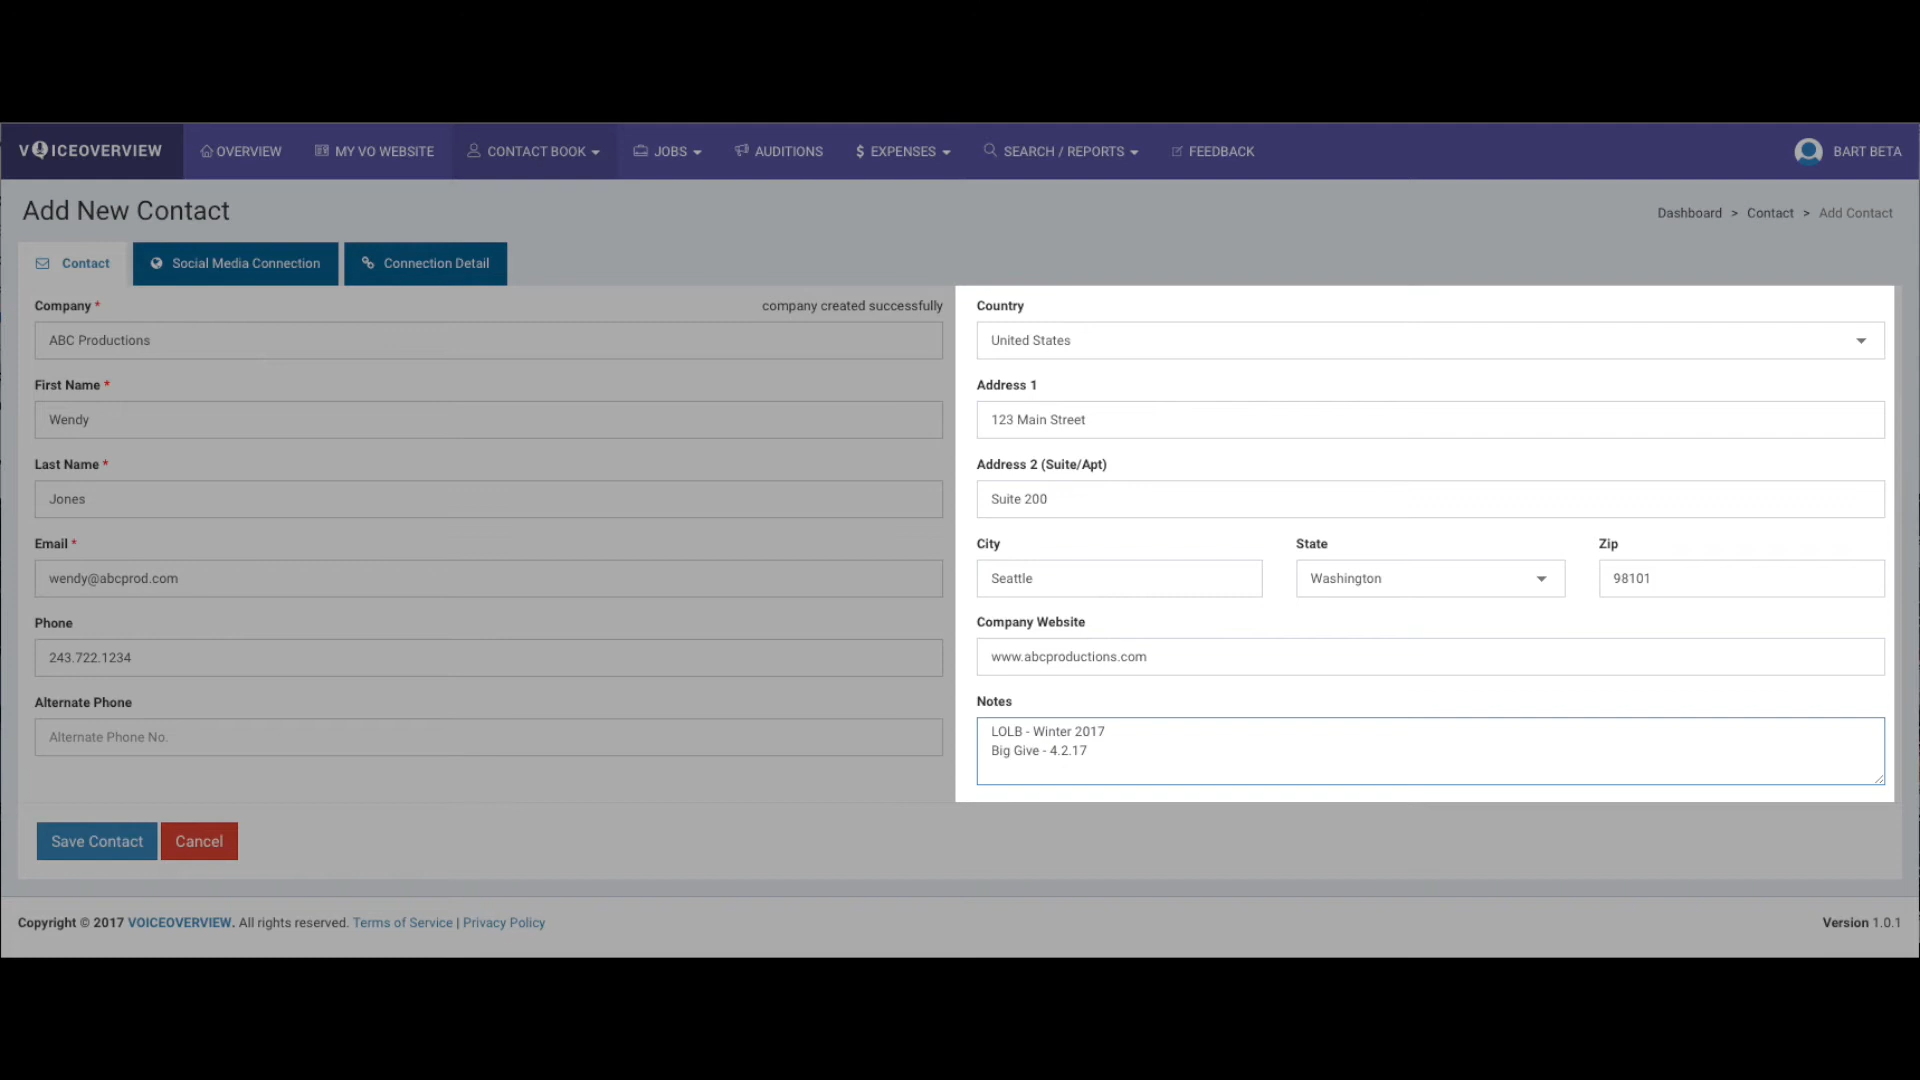 VOICEOVERVIEW OVERVIEW MY VO WEBSITE CONTACT BOOK JOBS AUDITIONS $ EXPENSES SEARCH / REPORTS FEEDBACK BART BETA
Add New Contact
Dashboard > Contact > Add Contact
Contact Social Media Connection Connection Detail
Company * company created successfully
ABC Productions
First Name *
Wendy
Last Name *
Jones
Email *
wendy@abcprod.com
Phone
243.722.1234
Alternate Phone
Alternate Phone No.
Country
United States
Address 1
123 Main Street
Address 2 (Suite/Apt)
Suite 200
City State Zip
Seattle Washington 98101
Company Website
www.abcproductions.com
Notes
LOLB - Winter 2017
Big Give - 4.2.17
Save Contact Cancel
Copyright © 2017 VOICEOVERVIEW. All rights reserved. Terms of Service | Privacy Policy Version 1.0.1